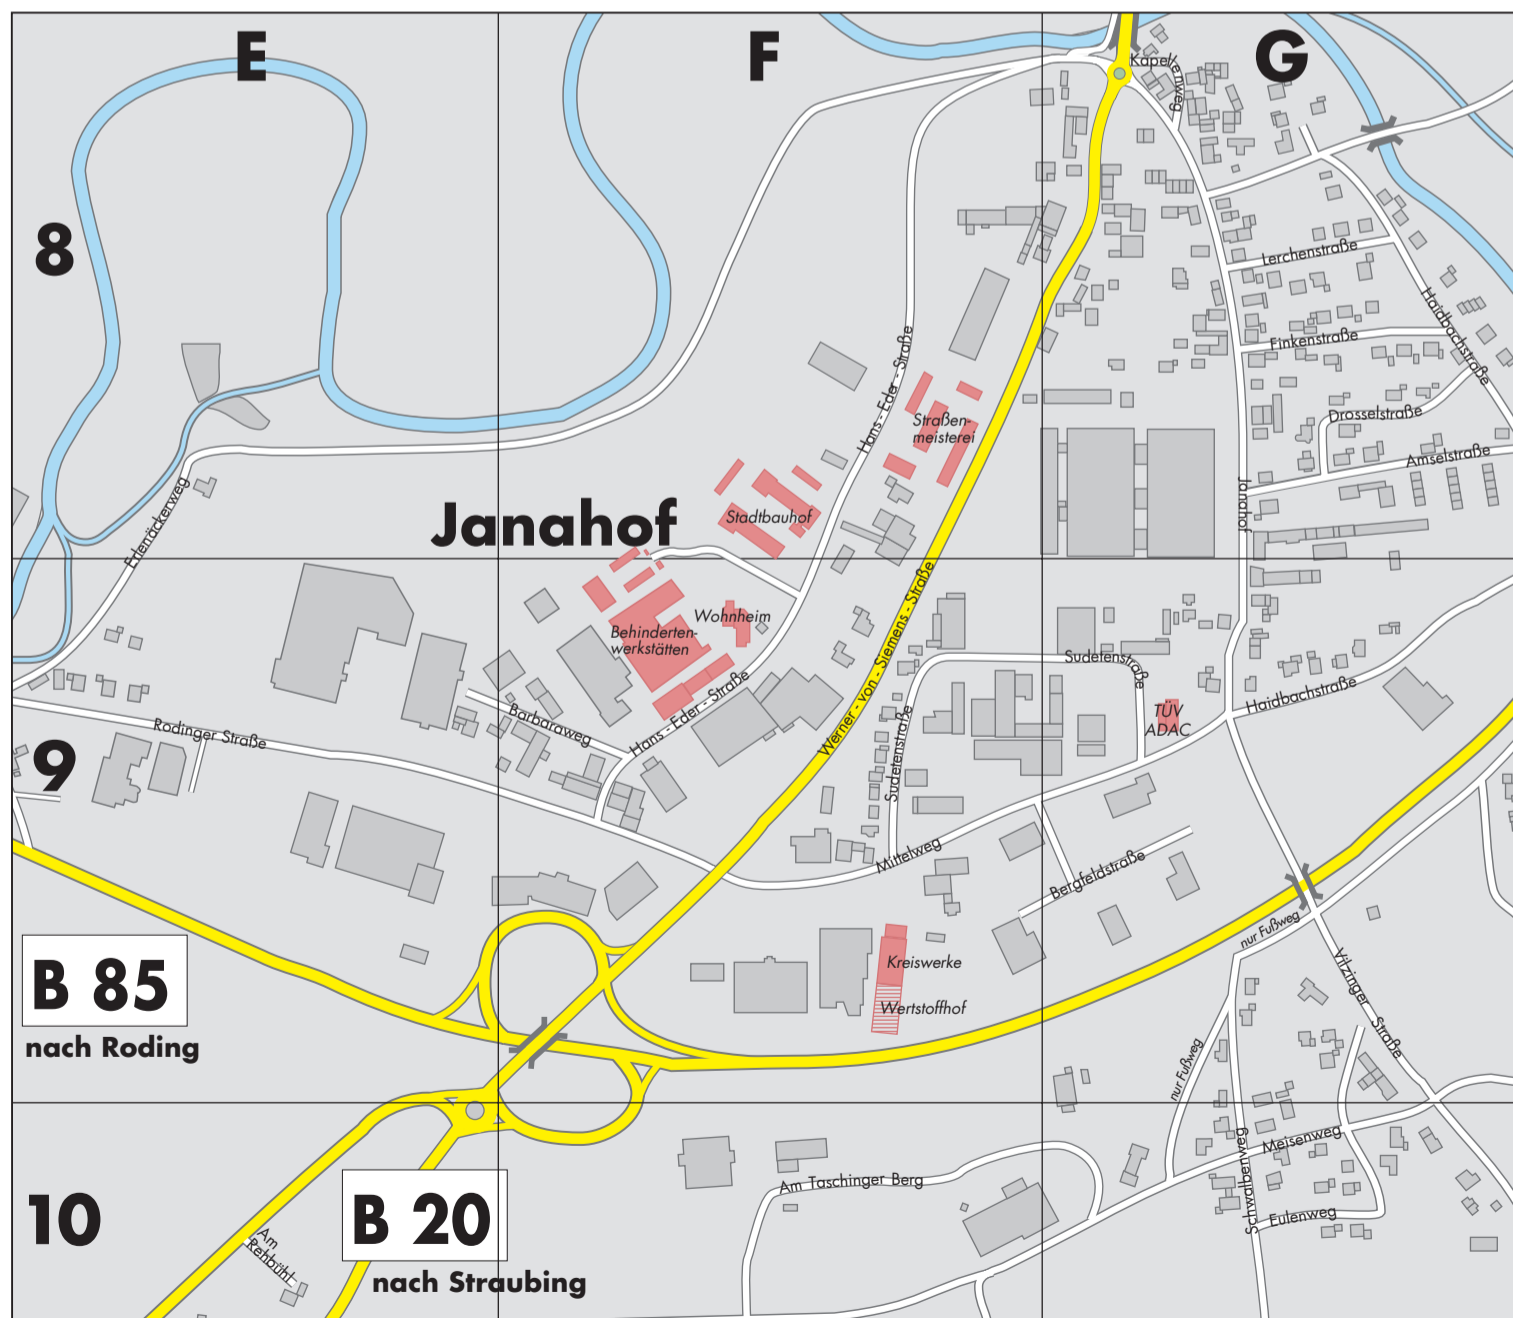 E
F
G
Kapellenweg
8
Lerchenstraße
Haidbachstraße
Finkenstraße
Hans - Eder - Straße
Drosselstraße
Straßen-
meisterei
Amselstraße
Janahof
Stadtbauhof
Janahof
Erlenäckerweg
Wohnheim
Behinderten-
werkstätten
Werner - von - Siemens - Straße
Sudetenstraße
Haidbachstraße
TÜV
ADAC
Barbaraweg
Hans - Eder - Straße
Rodinger Straße
Sudetenstraße
9
Mittelweg
Bergfeldstraße
nur Fußweg
B 85
nach Roding
Kreiswerke
Wertstoffhof
Vilzinger Straße
nur Fußweg
Meisenweg
Schwalbenweg
Am Taschinger Berg
10
B 20
nach Straubing
Eulenweg
Am
Rehbühl